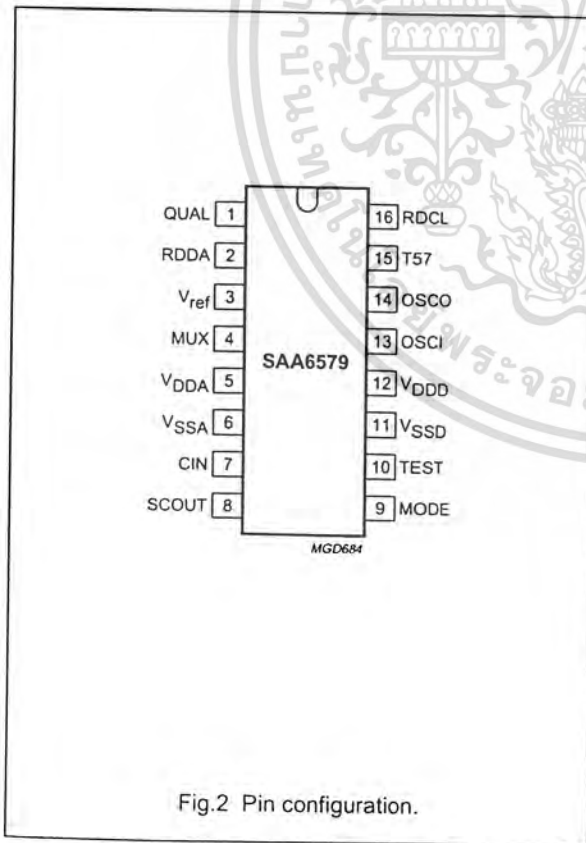 QUAL 1
RDDA 2
Vref 3
MUX 4
VDDA 5
VSSA 6
CIN 7
SCOUT 8
SAA6579
16 RDCL
15 T57
14 OSCO
13 OSCI
12 VDDD
11 VSSD
10 TEST
9 MODE
MGD684
Fig.2 Pin configuration.